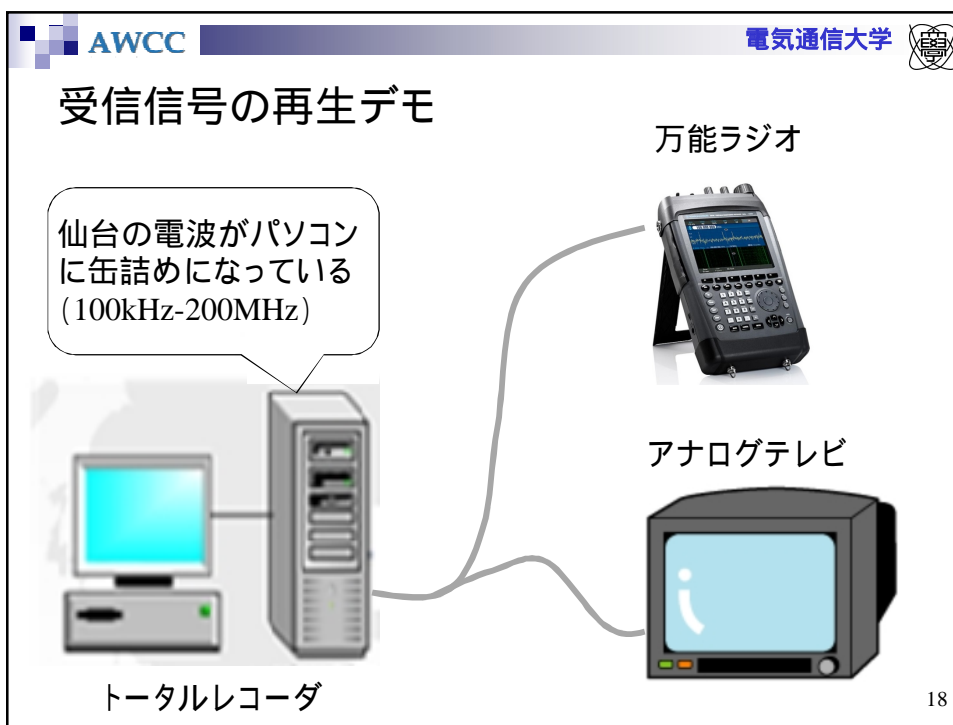 AWCC
電気通信大学
受信信号の再生デモ
万能ラジオ
仙台の電波がパソコン
に缶詰めになっている
(100kHz-200MHz)
アナログテレビ
トータルレコーダ
18